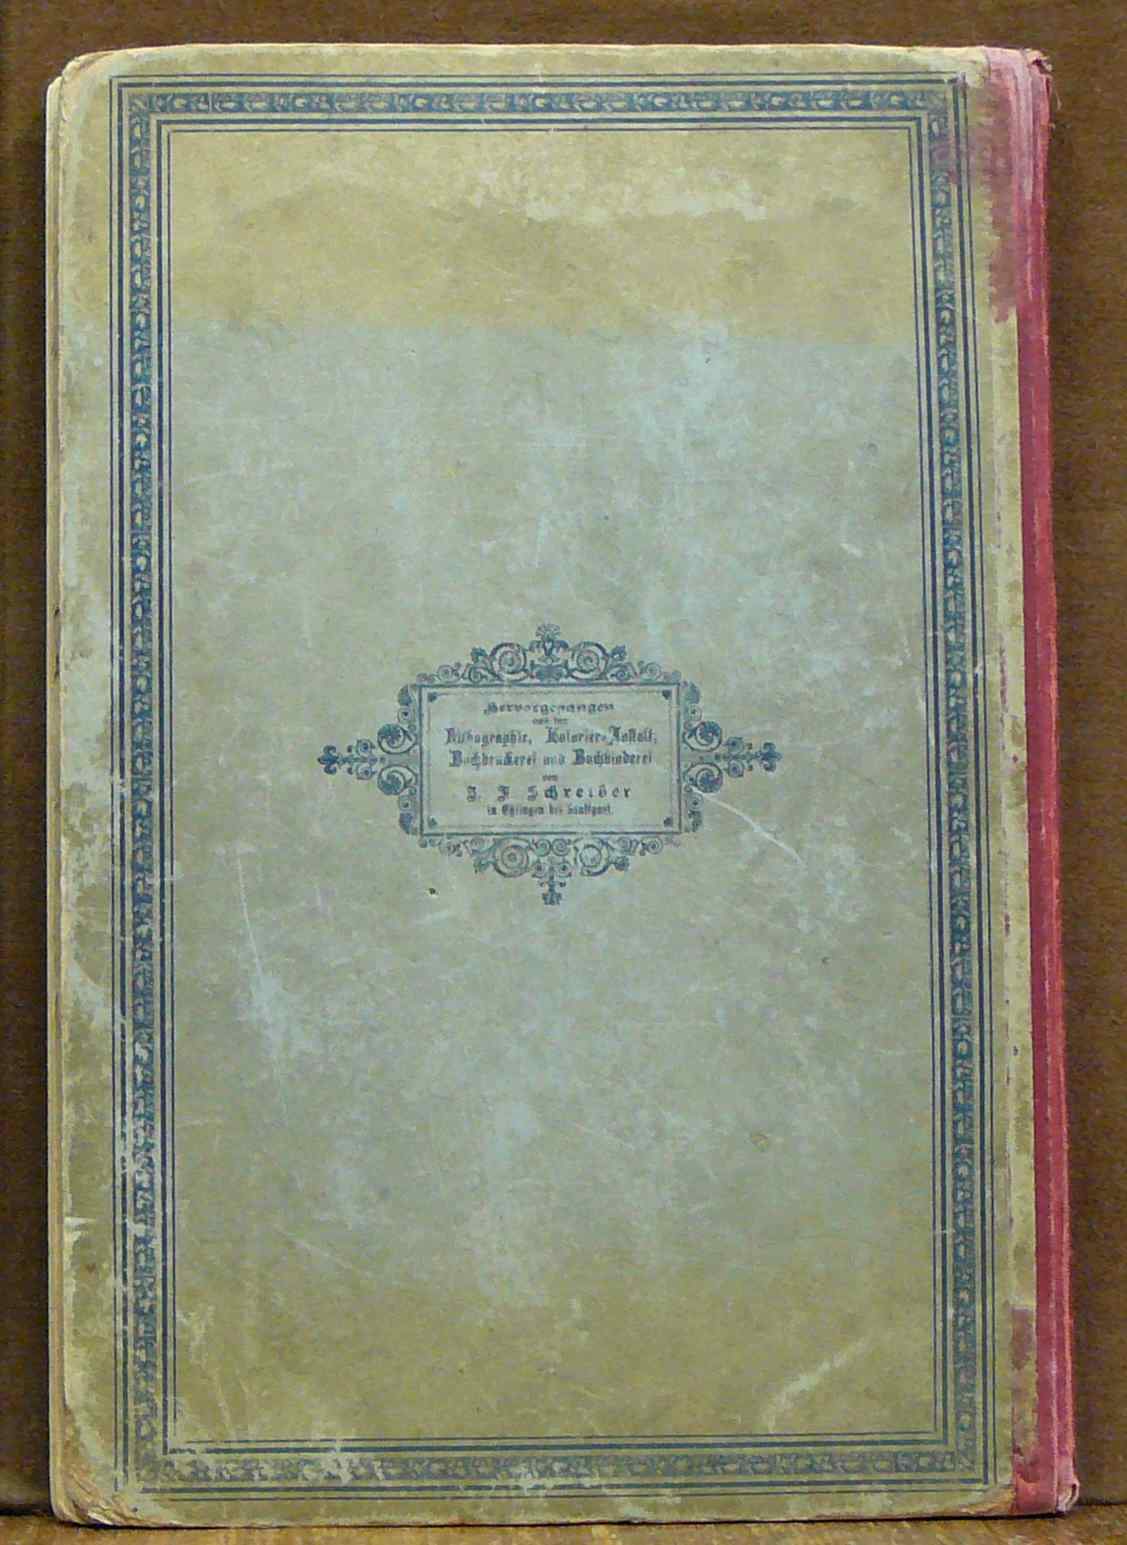 Hervorgegangen
aus der
Lithographie, Kolorier-Anstalt,
Buchdruckerei und Buchbinderei
von
J. F. Schreiber
in Eßlingen bei Stuttgart.